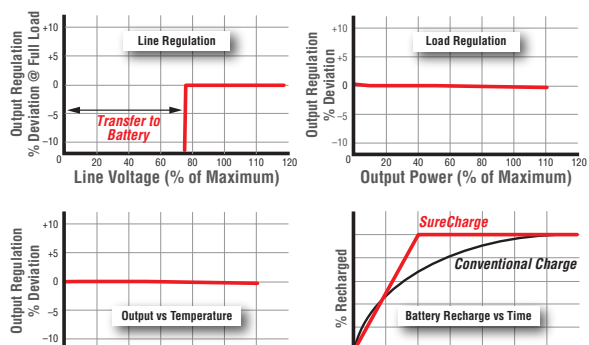 Output Regulation
% Deviation @ Full Load
+10
+5
0
−5
−10
Line Regulation
Transfer to
Battery
0 20 40 60 80 100 120
Line Voltage (% of Maximum)
Output Regulation
% Deviation
+10
+5
0
−5
−10
Load Regulation
0 20 40 60 80 100 120
Output Power (% of Maximum)
Output Regulation
% Deviation
+10
+5
0
−5
−10
Output vs Temperature
% Recharged
SureCharge
Conventional Charge
Battery Recharge vs Time